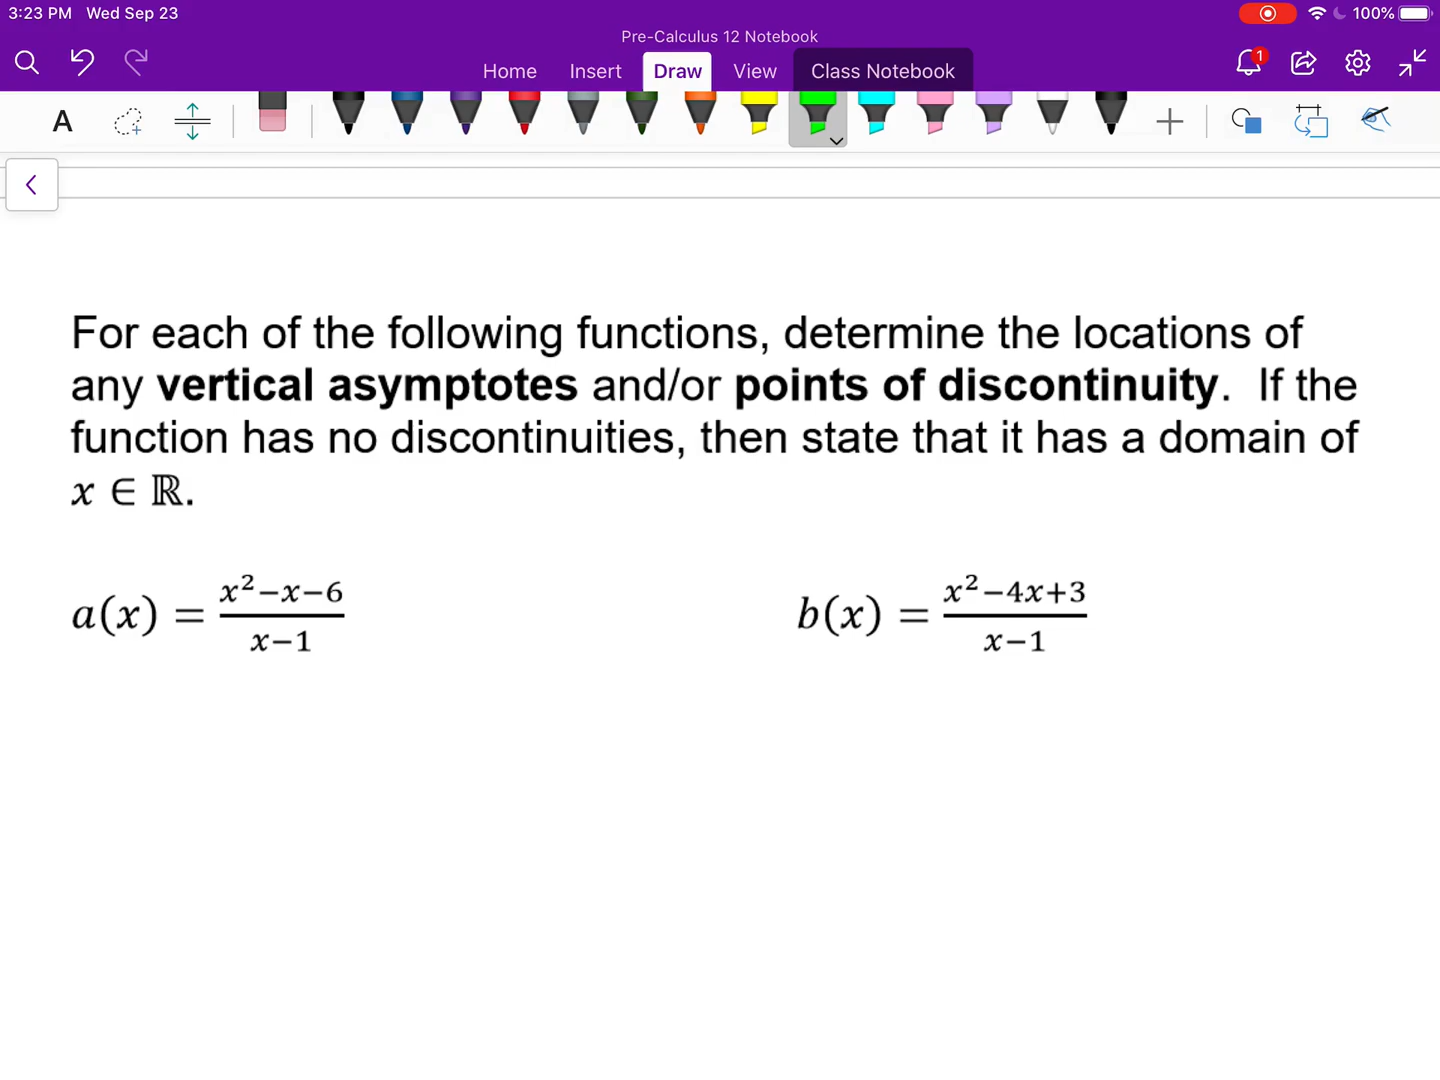 3:23 PM Wed Sep 23
100%
Pre-Calculus 12 Notebook
1
Home Insert Draw View Class Notebook
A
For each of the following functions, determine the locations of
any vertical asymptotes and/or points of discontinuity. If the
function has no discontinuities, then state that it has a domain of
x ∈ ℝ.
a(x) = (x²−x−6)/(x−1)
b(x) = (x²−4x+3)/(x−1)